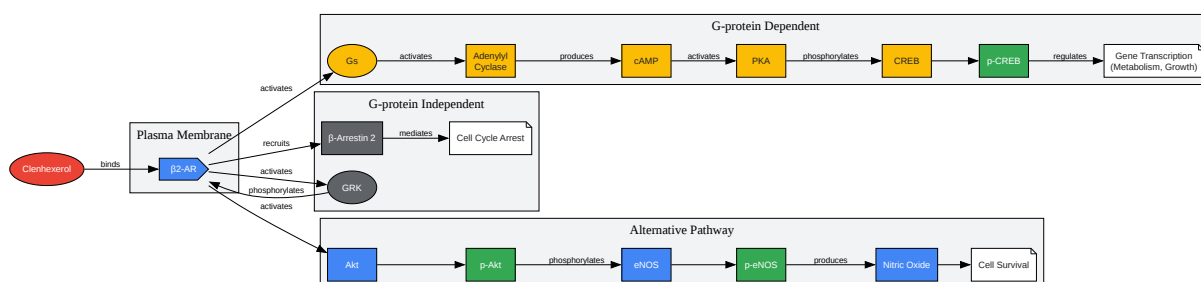 G-protein Dependent
Gs
activates
Adenylyl
Cyclase
produces
cAMP
activates
PKA
phosphorylates
CREB
p-CREB
regulates
Gene Transcription
(Metabolism, Growth)
activates
G-protein Independent
Plasma Membrane
β-Arrestin 2
mediates
Cell Cycle Arrest
recruits
Clenhexerol
binds
β2-AR
activates
GRK
phosphorylates
activates
Alternative Pathway
Akt
p-Akt
phosphorylates
eNOS
p-eNOS
produces
Nitric Oxide
Cell Survival